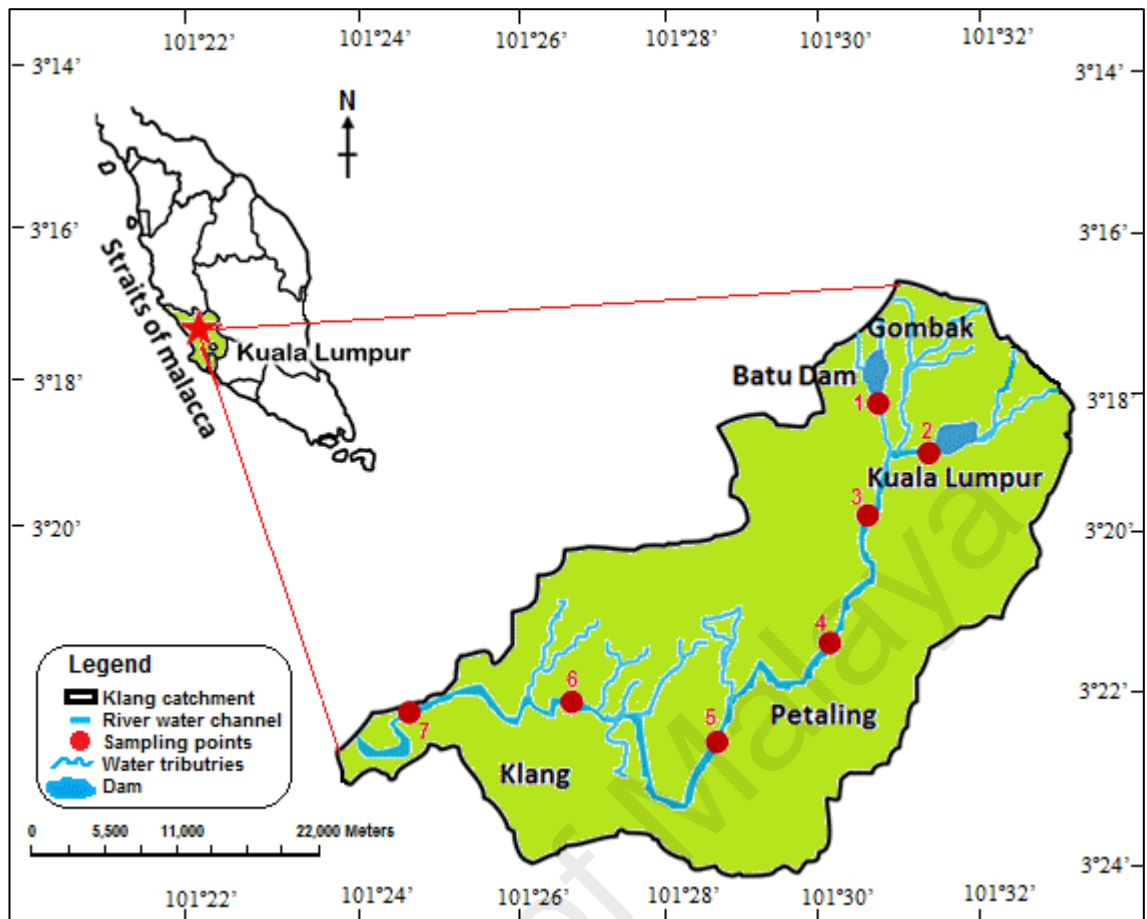 101°22’ 101°24’ 101°26’ 101°28’ 101°30’ 101°32’
3°14’ 3°14’
N
3°16’ 3°16’
Straits of malacca
Kuala Lumpur
Gombak
Batu Dam
3°18’ 3°18’
1
2
Kuala Lumpur
3
3°20’ 3°20’
4
Legend
Klang catchment
River water channel
Sampling points
Water tributries
Dam
6
3°22’
Petaling
5
7
Klang
0 5,500 11,000 22,000 Meters
3°24’
101°22’ 101°24’ 101°26’ 101°28’ 101°30’ 101°32’
of Malaya